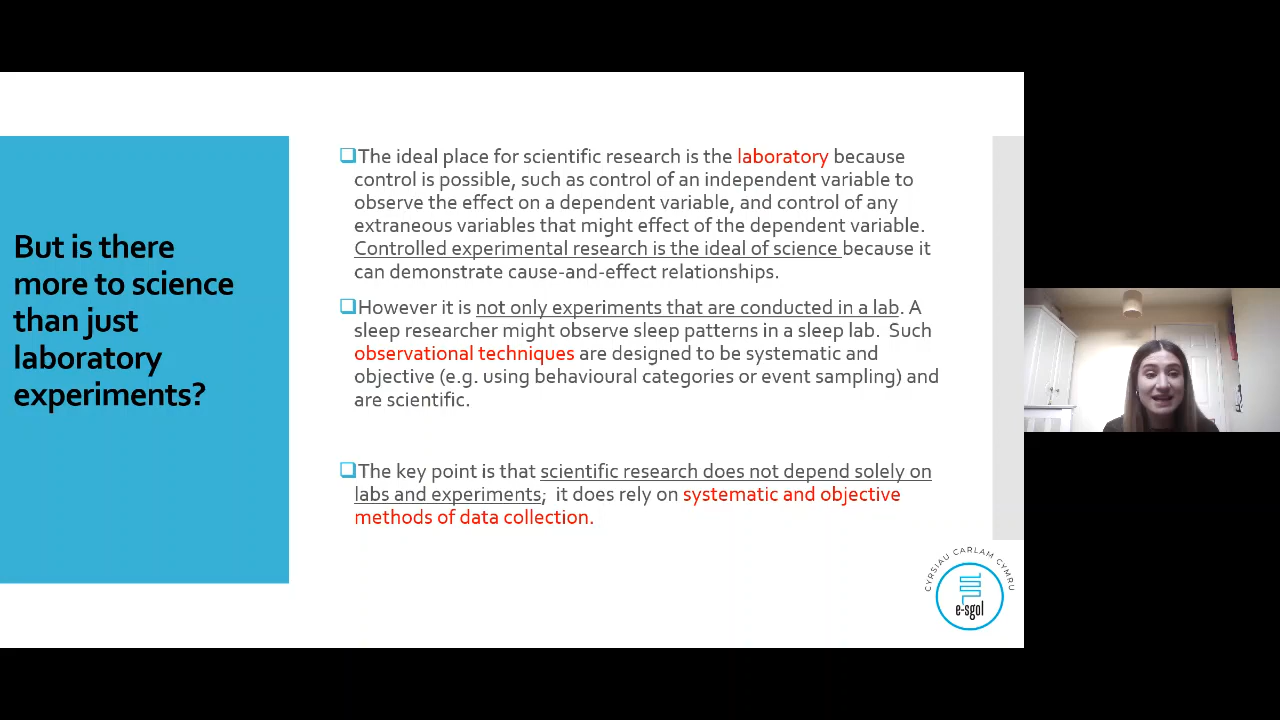 But is there
more to science
than just
laboratory
experiments?
The ideal place for scientific research is the laboratory because
control is possible, such as control of an independent variable to
observe the effect on a dependent variable, and control of any
extraneous variables that might effect of the dependent variable.
Controlled experimental research is the ideal of science because it
can demonstrate cause-and-effect relationships.
However it is not only experiments that are conducted in a lab. A
sleep researcher might observe sleep patterns in a sleep lab. Such
observational techniques are designed to be systematic and
objective (e.g. using behavioural categories or event sampling) and
are scientific.
The key point is that scientific research does not depend solely on
labs and experiments; it does rely on systematic and objective
methods of data collection.
CYRSIAU CARLAM CYMRU
e-sgol